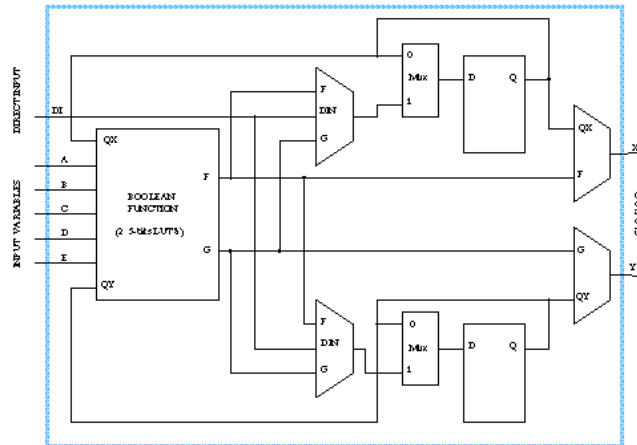 DIRECT INPUT
DI
INPUT VARIABLES
A
B
C
D
E
QX
QY
BOOLEAN
FUNCTION
(2 5-bits LUT'S)
F
G
F
DIN
G
0
Mux
1
D
Q
QX
F
X
F
DIN
G
0
Mux
1
D
Q
G
QY
Y